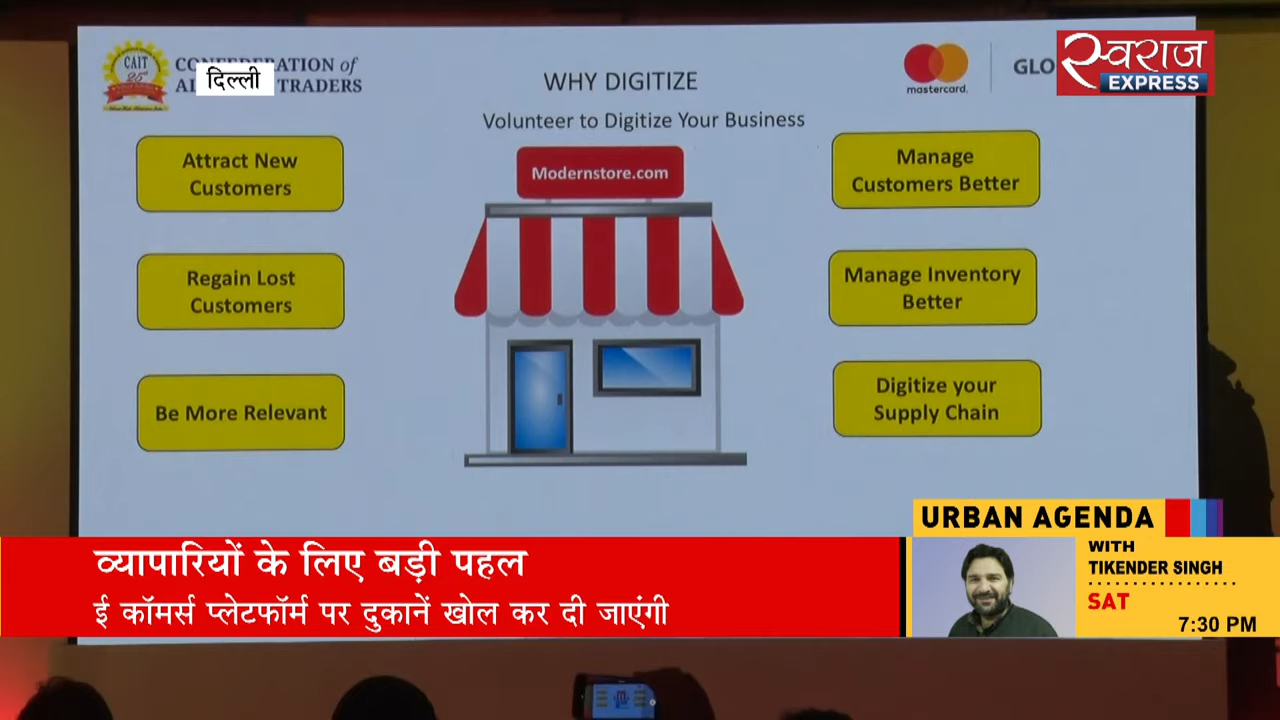 CAIT
25
CONFEDERATION of
AL TRADERS
दिल्ली
WHY DIGITIZE
Volunteer to Digitize Your Business
mastercard.
GLO
स्वराज
EXPRESS
Attract New
Customers
Regain Lost
Customers
Be More Relevant
Modernstore.com
Manage
Customers Better
Manage Inventory
Better
Digitize your
Supply Chain
व्यापारियों के लिए बड़ी पहल
ई कॉमर्स प्लेटफॉर्म पर दुकानें खोल कर दी जाएंगी
URBAN AGENDA
WITH
TIKENDER SINGH
SAT
7:30 PM